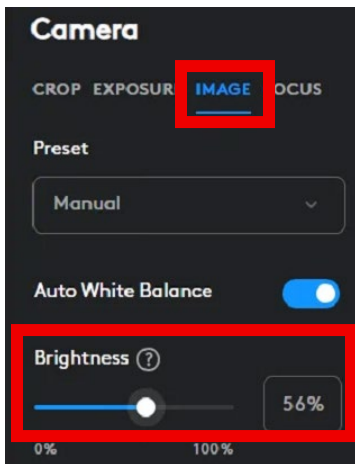 Camera
CROP EXPOSUR IMAGE OCUS
Preset
Manual
Auto White Balance
Brightness ?
56%
0% 100%